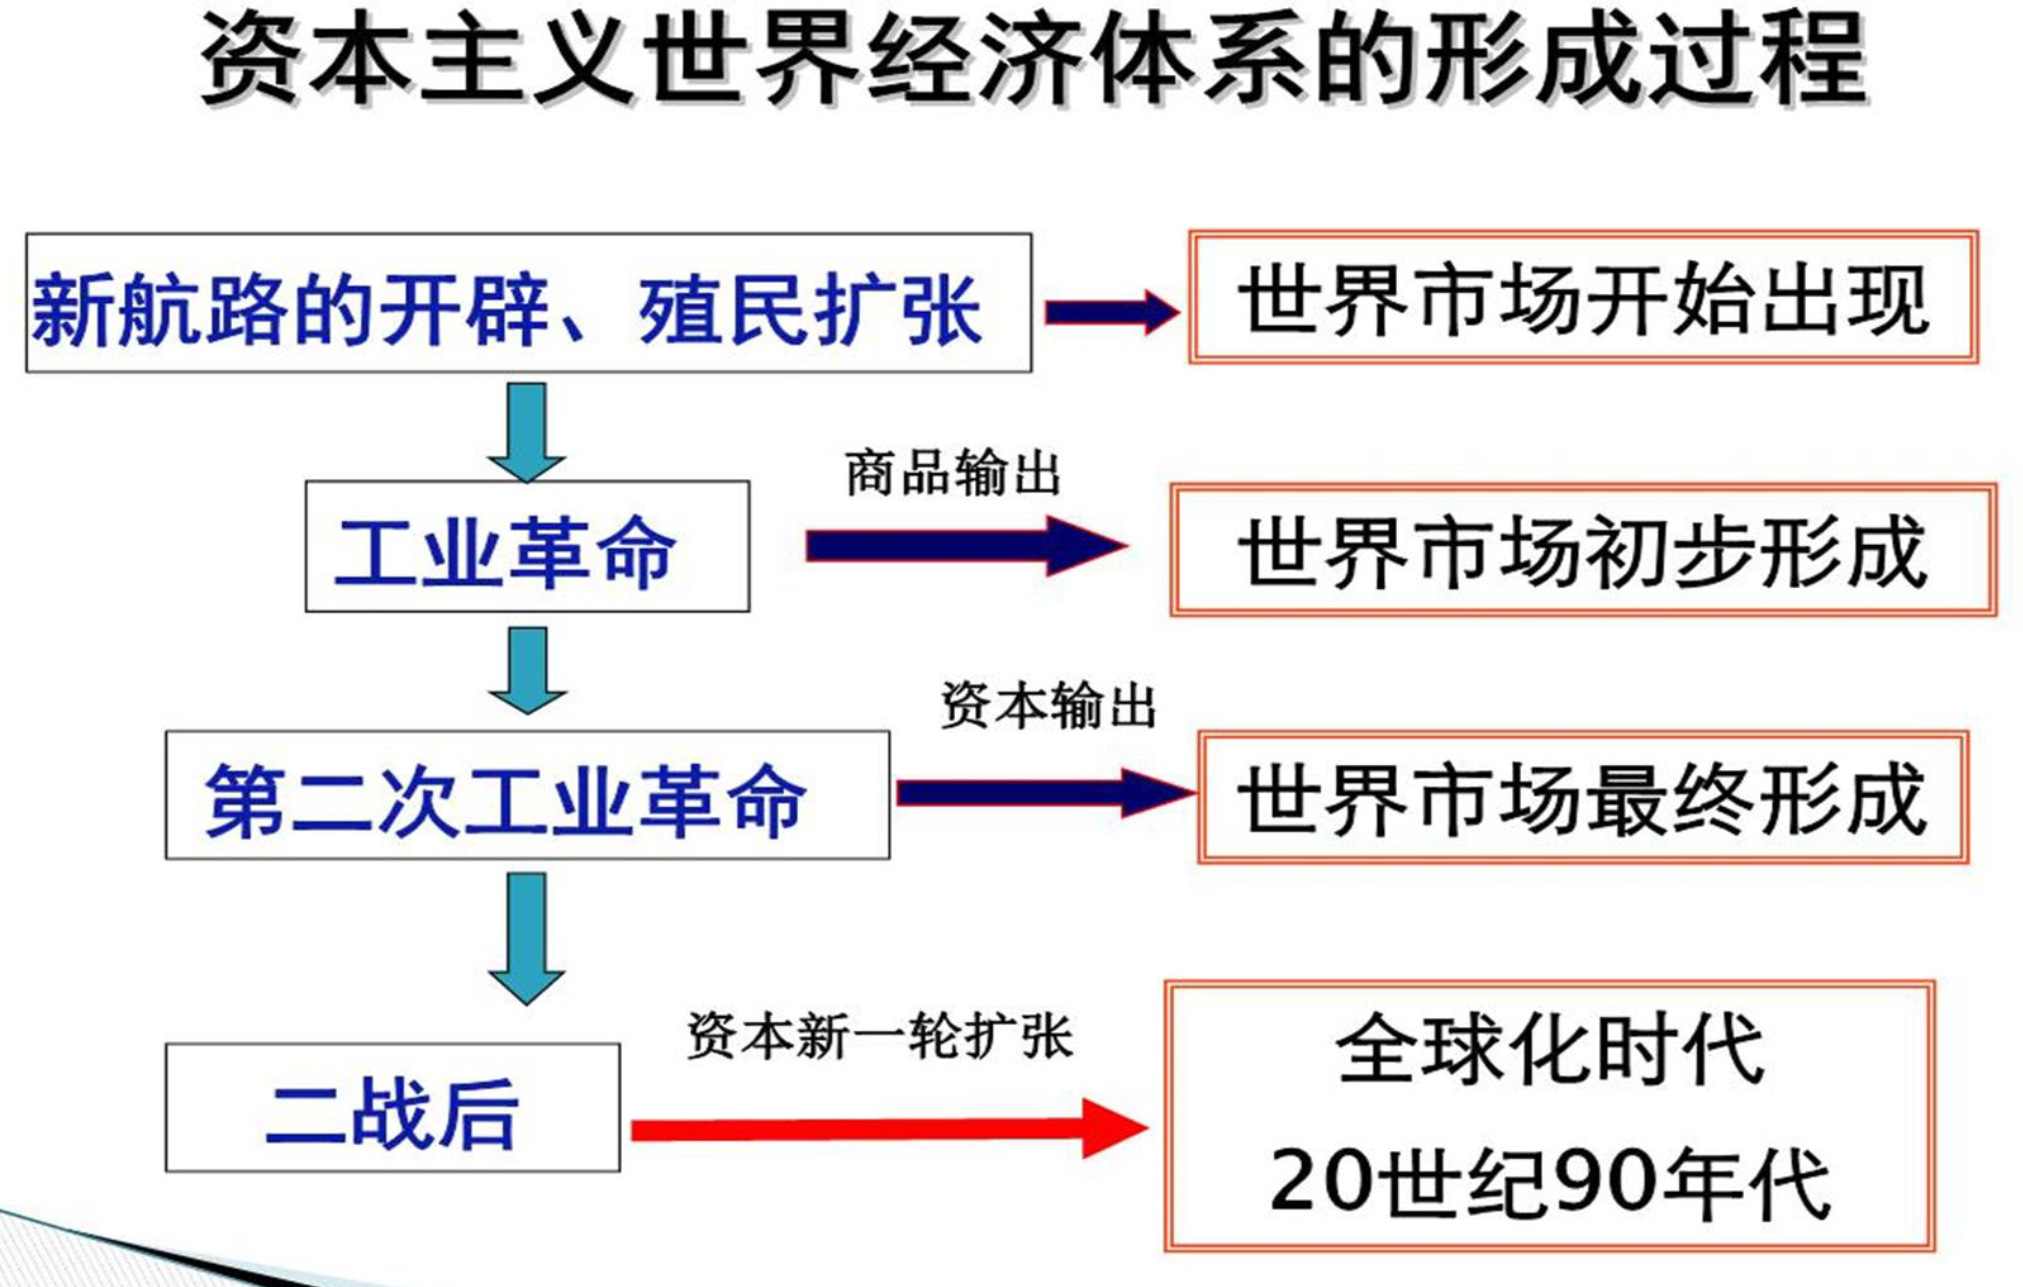 资本主义世界经济体系的形成过程
新航路的开辟、殖民扩张
世界市场开始出现
工业革命
商品输出
世界市场初步形成
第二次工业革命
资本输出
世界市场最终形成
二战后
资本新一轮扩张
全球化时代
20世纪90年代